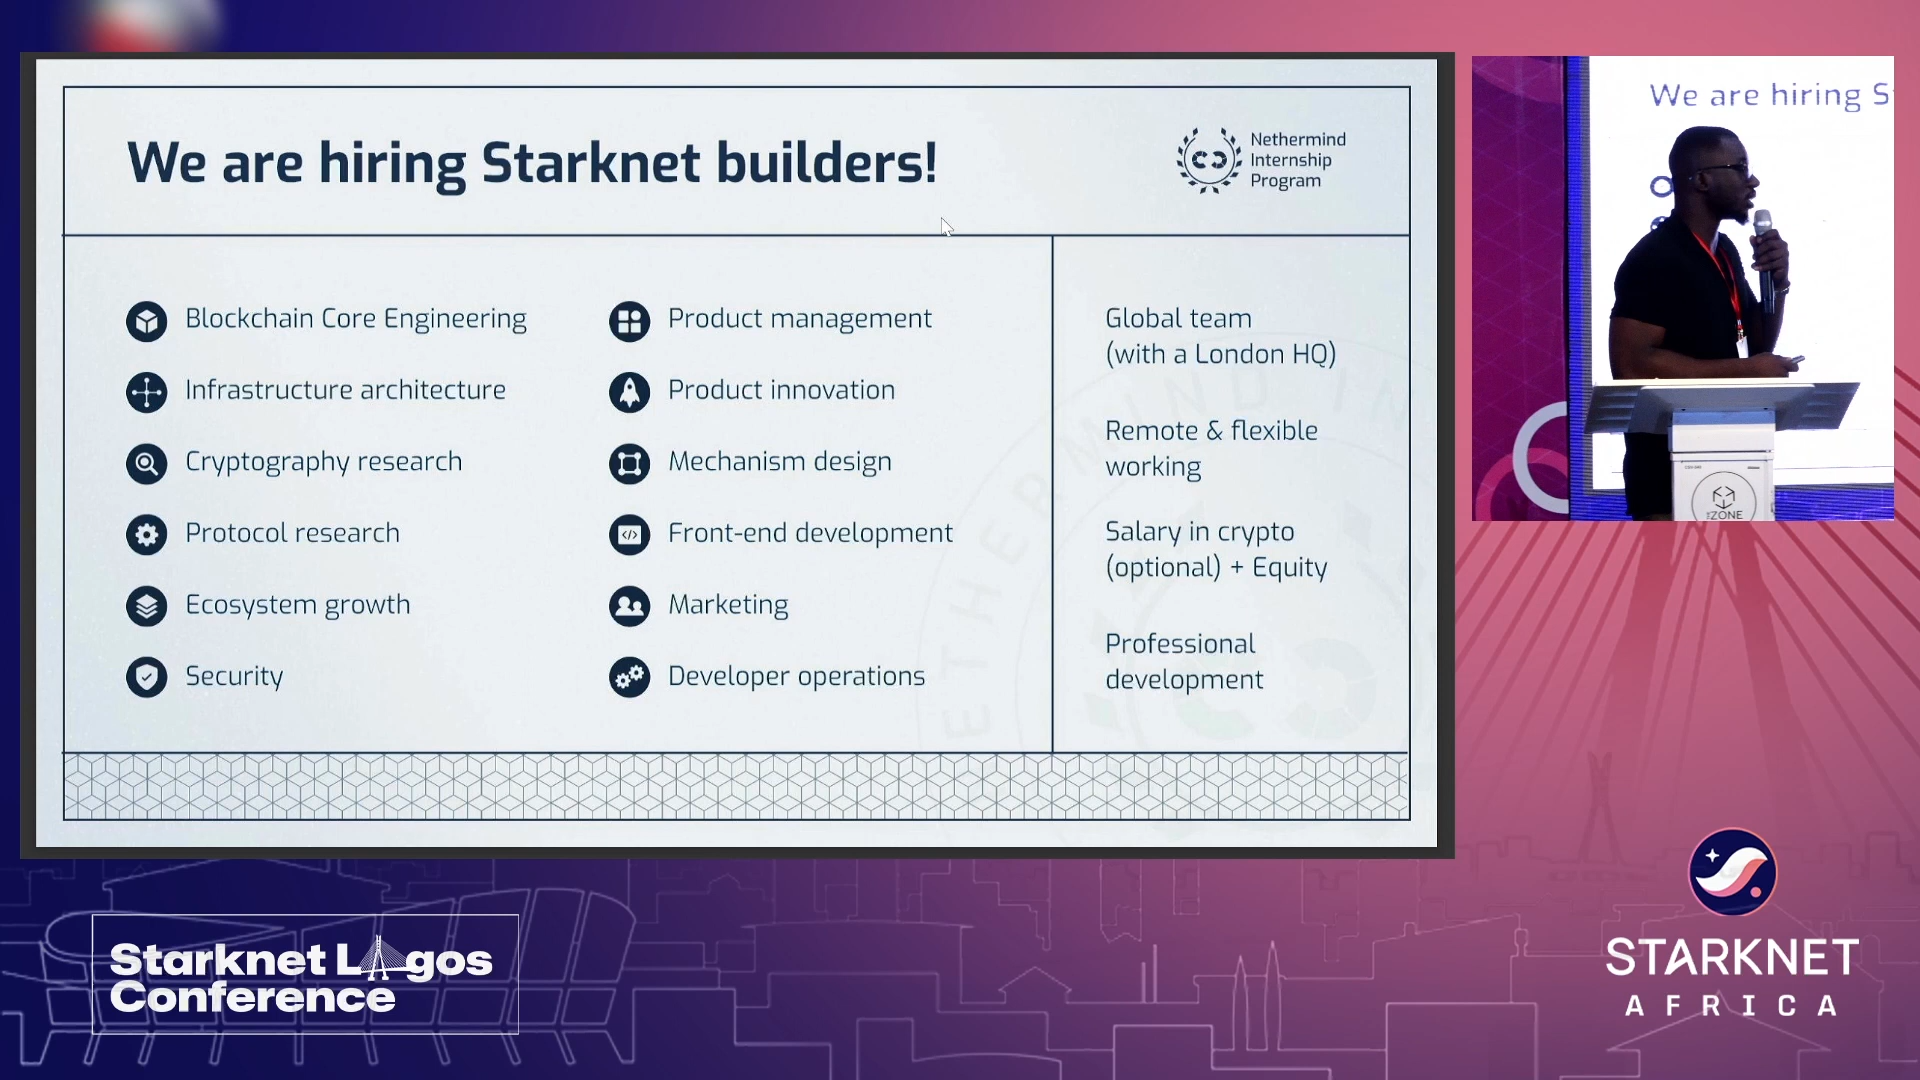 We are hiring Starknet builders!
Nethermind
Internship
Program
Blockchain Core Engineering
Infrastructure architecture
Cryptography research
Protocol research
Ecosystem growth
Security
Product management
Product innovation
Mechanism design
Front-end development
Marketing
Developer operations
Global team
(with a London HQ)
Remote & flexible
working
Salary in crypto
(optional) + Equity
Professional
development
ETHERMIND IN
We are hiring S
ZONE
Starknet Lagos
Conference
STARKNET
AFRICA